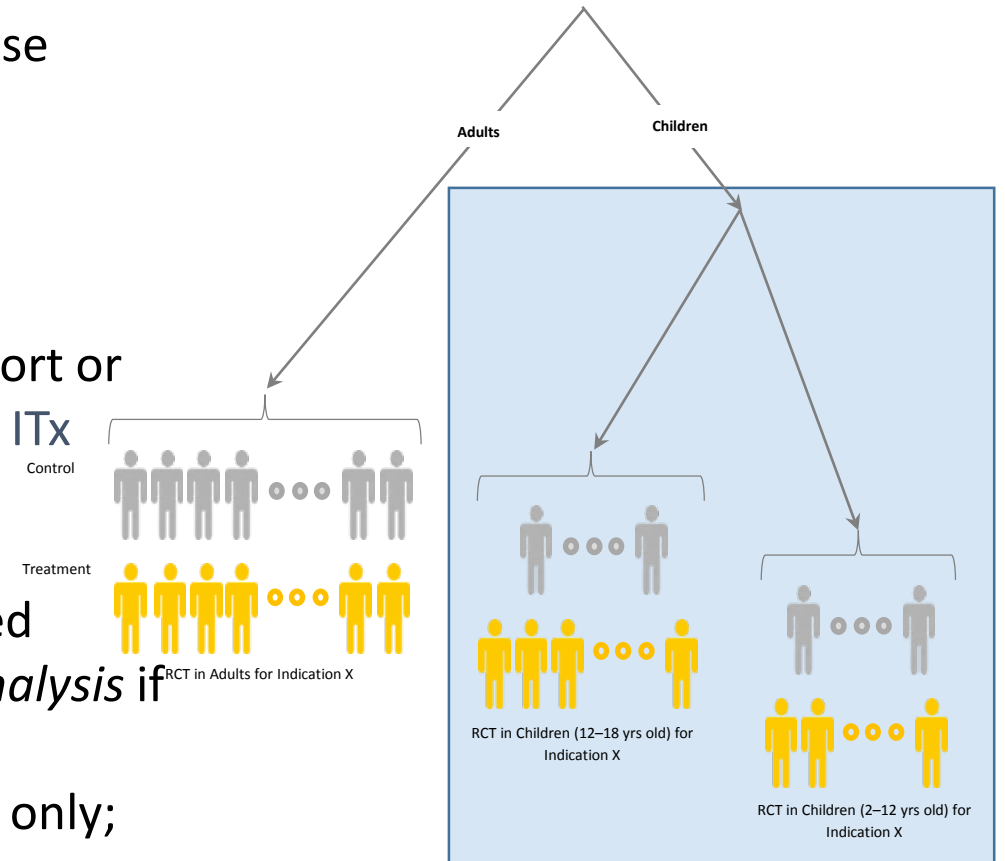 se
Adults
Children
ort or
ITx
Control
Treatment
ed
nalysis if
RCT in Adults for Indication X
RCT in Children (12–18 yrs old) for
Indication X
only;
RCT in Children (2–12 yrs old) for
Indication X